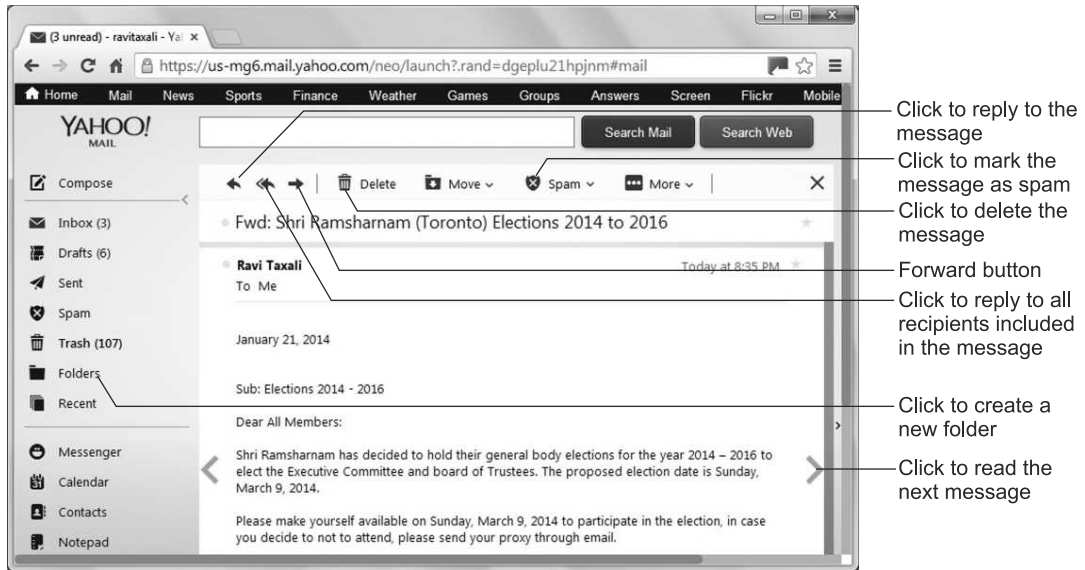 (3 unread) - ravitaxali - Ya
https://us-mg6.mail.yahoo.com/neo/launch?.rand=dgeplu21hpjnm#mail
Home Mail News Sports Finance Weather Games Groups Answers Screen Flickr Mobile
YAHOO!
MAIL
Search Mail Search Web
Compose
Inbox (3)
Drafts (6)
Sent
Spam
Trash (107)
Folders
Recent
Messenger
Calendar
31
Contacts
Notepad
Delete Move Spam More
Fwd: Shri Ramsharnam (Toronto) Elections 2014 to 2016
Ravi Taxali Today at 8:35 PM
To Me
January 21, 2014
Sub: Elections 2014 - 2016
Dear All Members:
Shri Ramsharnam has decided to hold their general body elections for the year 2014 – 2016 to
elect the Executive Committee and board of Trustees. The proposed election date is Sunday,
March 9, 2014.
Please make yourself available on Sunday, March 9, 2014 to participate in the election, in case
you decide to not to attend, please send your proxy through email.
Click to reply to the
message
Click to mark the
message as spam
Click to delete the
message
Forward button
Click to reply to all
recipients included
in the message
Click to create a
new folder
Click to read the
next message